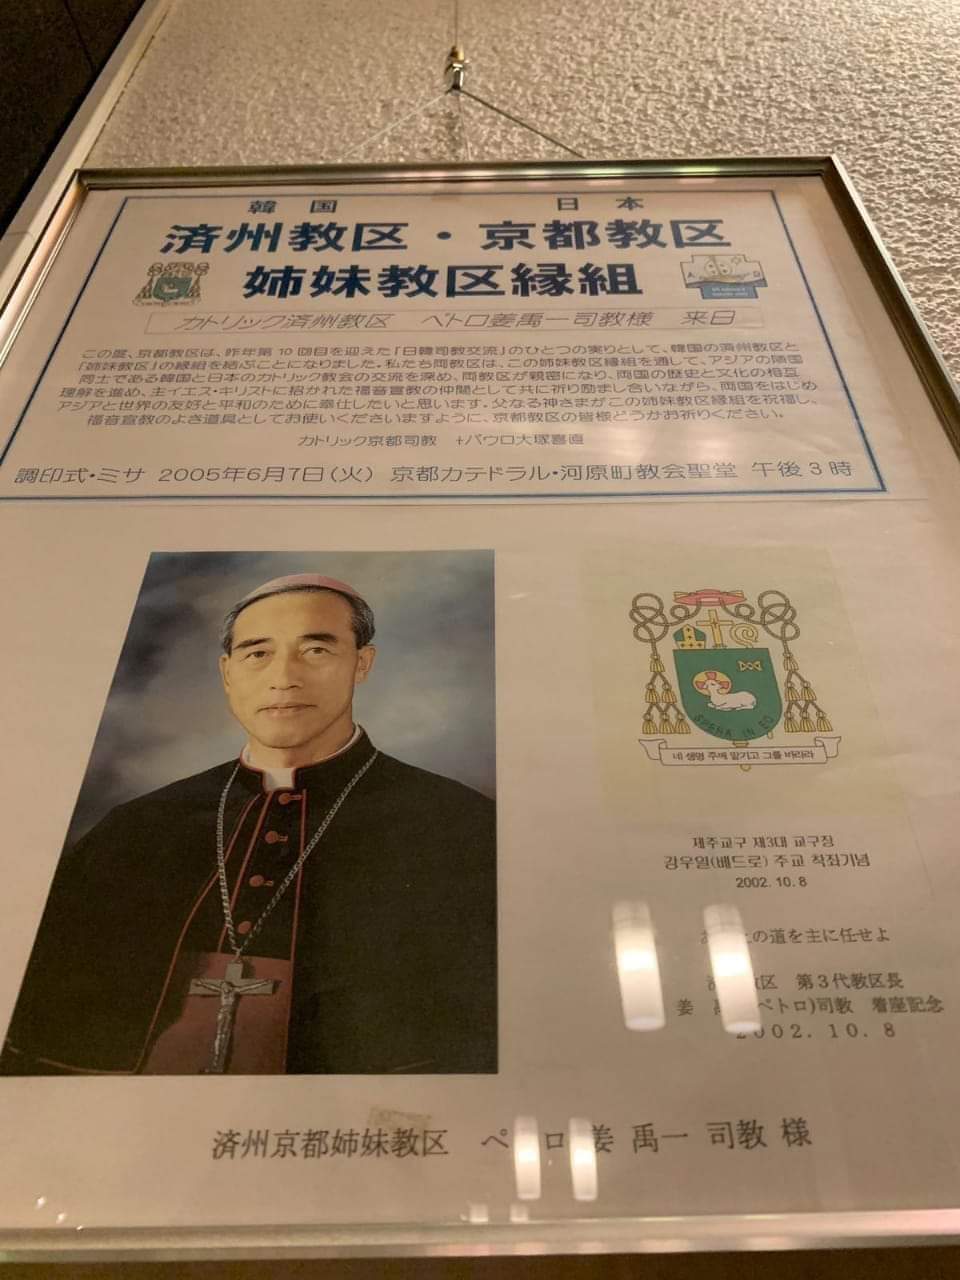 韓国 日本
済州教区・京都教区
姉妹教区縁組
カトリック済州教区 ペトロ姜禹一司教様 来日
この度、京都教区は、昨年第10回目を迎えた「日韓司教交流」のひとつの実りとして、韓国の済州教区と
「姉妹教区」の縁組を結ぶことになりました。私たち両教区は、この姉妹教区縁組を通して、アジアの隣国
同士である韓国と日本のカトリック教会の交流を深め、両教区が親密になり、両国の歴史と文化の相互
理解を進め、主イエス・キリストに招かれた福音宣教の仲間として共に祈り励まし合いながら、両国をはじめ
アジアと世界の友好と平和のために奉仕したいと思います。父なる神さまがこの姉妹教区縁組を祝福し、
福音宣教のよき道具としてお使いくださいますように、京都教区の皆様どうかお祈りください。
カトリック京都司教 +パウロ大塚喜直
調印式・ミサ 2005年6月7日(火) 京都カテドラル・河原町教会聖堂 午後3時
SPERA IN EO
네 생명 주께 맡기고 그를 바라라
제주교구 제3대 교구장
강우일(베드로) 주교 착좌기념
2002. 10. 8
の道を主に任せよ
教区 第3代教区長
姜 ペトロ)司教 着座記念
2002. 10. 8
済州京都姉妹教区 ペトロ 姜 禹一 司教 様